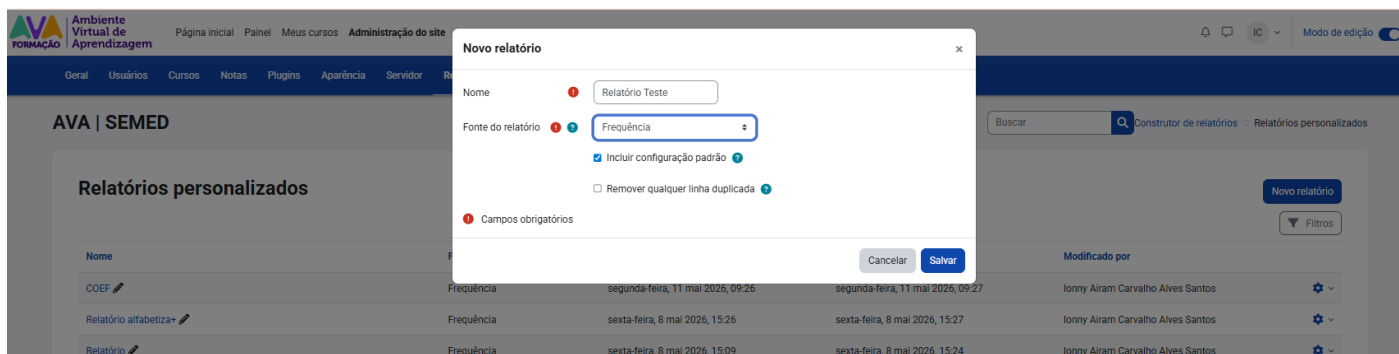 AVA FORMAÇÃO Ambiente Virtual de Aprendizagem
Página inicial Painel Meus cursos Administração do site
IC Modo de edição
Geral Usuários Cursos Notas Plugins Aparência Servidor
AVA | SEMED
Buscar
Construtor de relatórios Relatórios personalizados
Novo relatório ×
Nome ! Relatório Teste
Fonte do relatório ! ? Frequência
Incluir configuração padrão ?
Remover qualquer linha duplicada ?
! Campos obrigatórios
Cancelar Salvar
Relatórios personalizados
Novo relatório
Filtros
Nome Modificado por
COEF Frequência segunda-feira, 11 mai 2026, 09:26 segunda-feira, 11 mai 2026, 09:27 Ionny Airam Carvalho Alves Santos
Relatório alfabetiza+ Frequência sexta-feira, 8 mai 2026, 15:26 sexta-feira, 8 mai 2026, 15:27 Ionny Airam Carvalho Alves Santos
Relatório Frequência sexta-feira, 8 mai 2026, 15:09 sexta-feira, 8 mai 2026, 15:24 Ionny Airam Carvalho Alves Santos